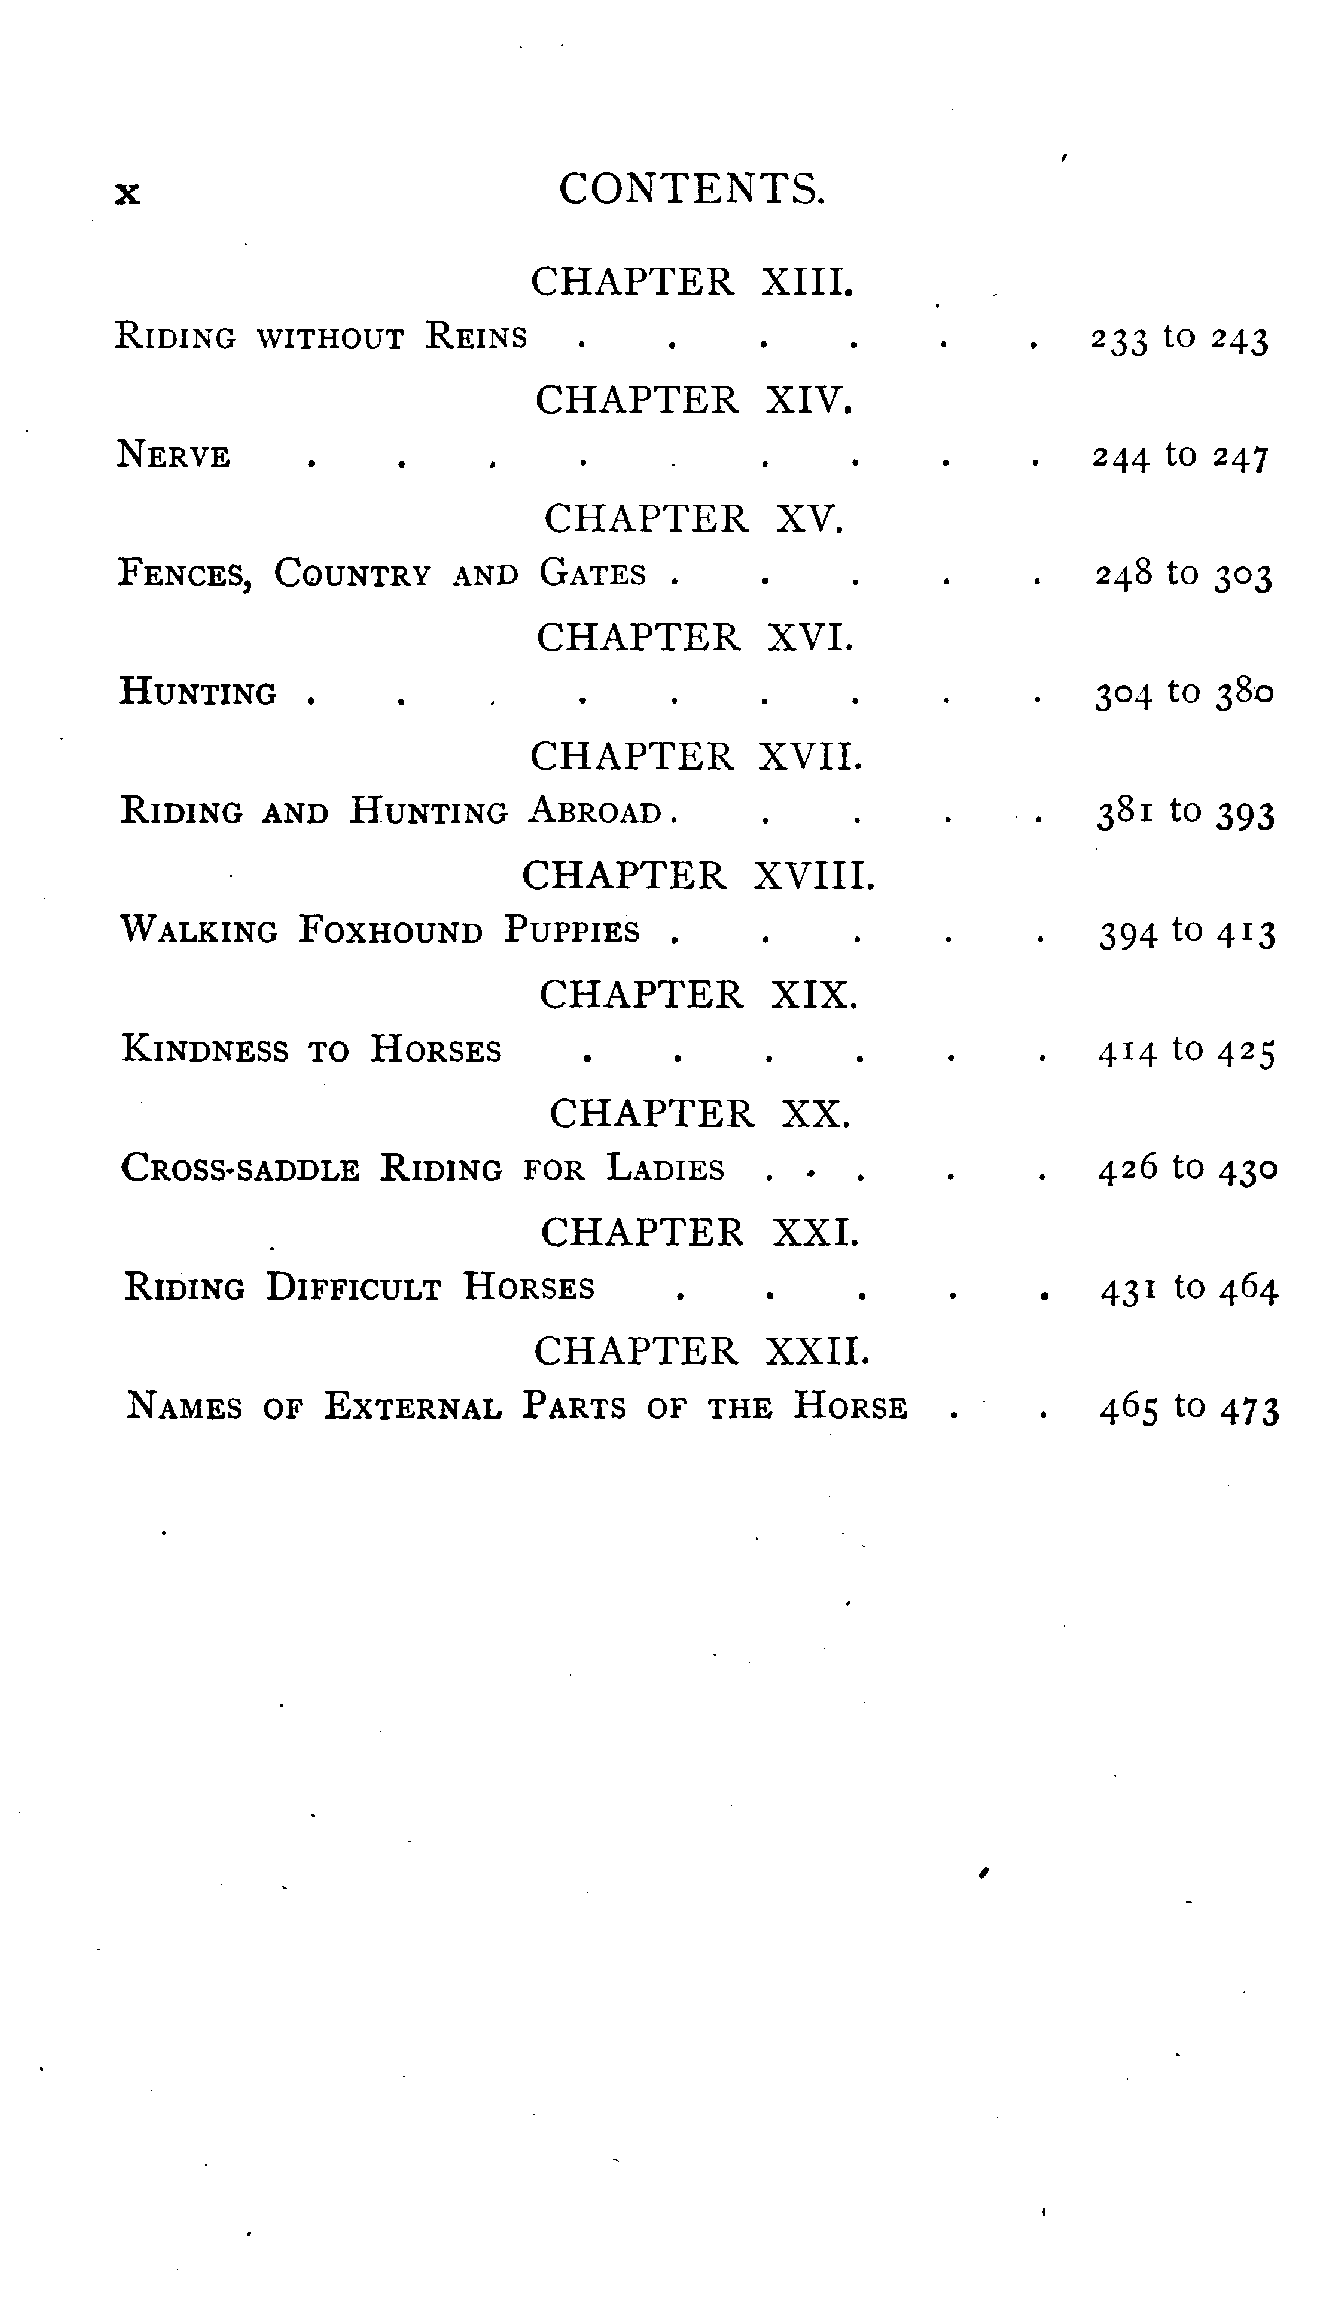 x CONTENTS.
CHAPTER XIII.
RIDING WITHOUT REINS . . . . . . 233 to 243
CHAPTER XIV.
NERVE . . . . . . . . . 244 to 247
CHAPTER XV.
FENCES, COUNTRY AND GATES . . . . . 248 to 303
CHAPTER XVI.
HUNTING . . . . . . . . . 304 to 380
CHAPTER XVII.
RIDING AND HUNTING ABROAD . . . . . 381 to 393
CHAPTER XVIII.
WALKING FOXHOUND PUPPIES . . . . . 394 to 413
CHAPTER XIX.
KINDNESS TO HORSES . . . . . . 414 to 425
CHAPTER XX.
CROSS-SADDLE RIDING FOR LADIES . . . . 426 to 430
CHAPTER XXI.
RIDING DIFFICULT HORSES . . . . . 431 to 464
CHAPTER XXII.
NAMES OF EXTERNAL PARTS OF THE HORSE . . 465 to 473